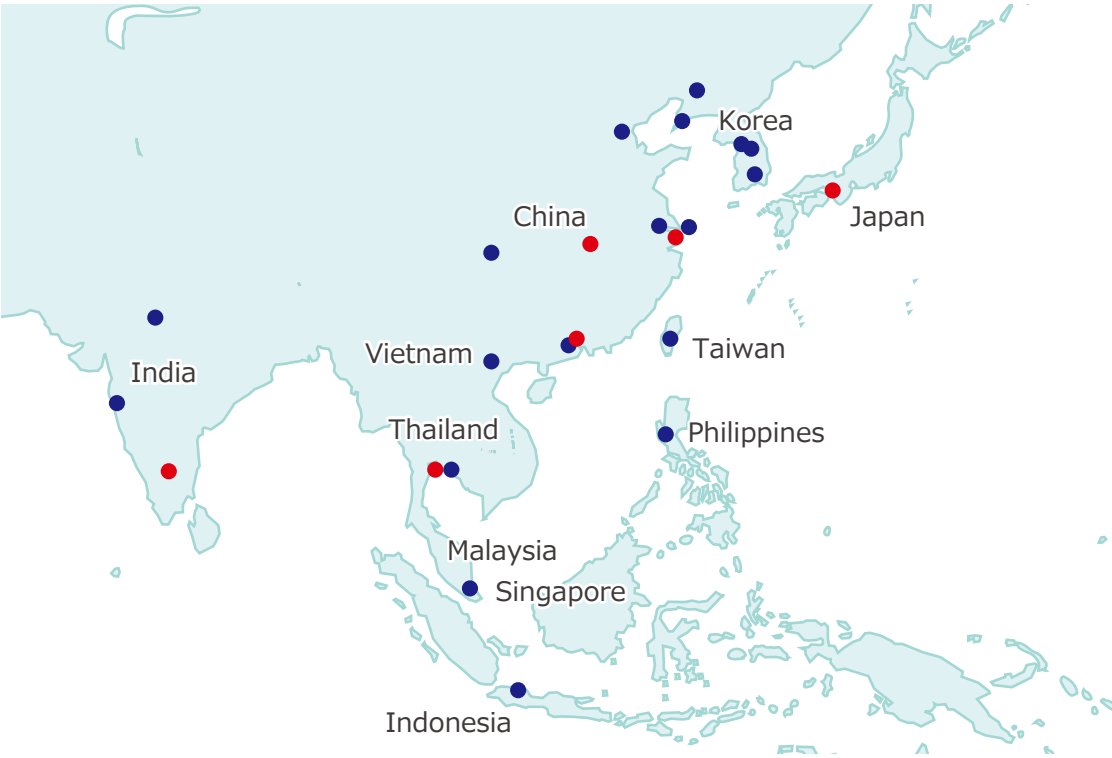 Korea
China
Japan
Vietnam
Taiwan
India
Thailand
Philippines
Malaysia
Singapore
Indonesia